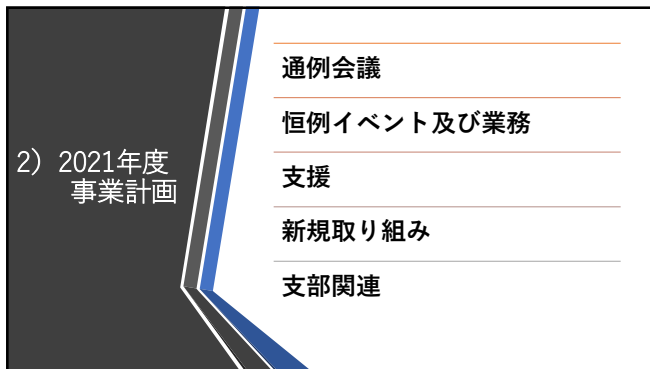 2）2021年度
事業計画
通例会議
恒例イベント及び業務
支援
新規取り組み
支部関連